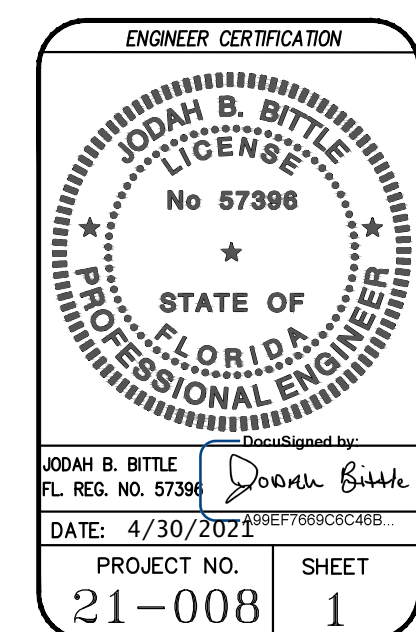 ENGINEER CERTIFICATION
JODAH B. BITTLE
LICENSE
No 57396
STATE OF
FLORIDA
PROFESSIONAL ENGINEER
DocuSigned by:
JODAH B. BITTLE
Jodah Bittle
FL. REG. NO. 57396
A99EF7669C6C46B...
DATE: 4/30/2021
PROJECT NO.
SHEET
21-008
1